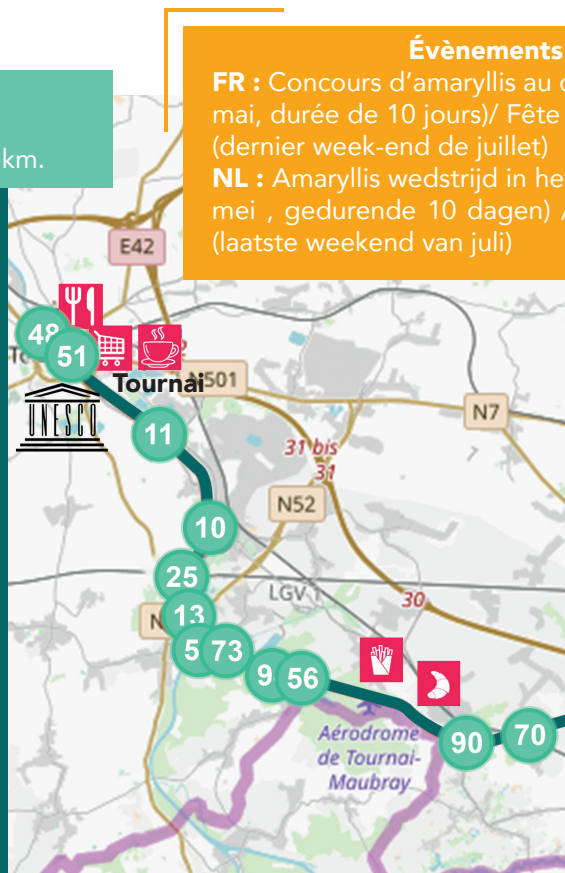 Évènements
FR : Concours d'amaryllis au
mai, durée de 10 jours)/ Fête
(dernier week-end de juillet)
NL : Amaryllis wedstrijd in he
mei , gedurende 10 dagen) /
(laatste weekend van juli)
km.
E42
48
51
Tournai
N501
UNESCO
11
N7
31 bis
31
N52
10
25
LGV 1
30
13
5
73
9
56
90
70
Aérodrome
de Tournai-
Maubray